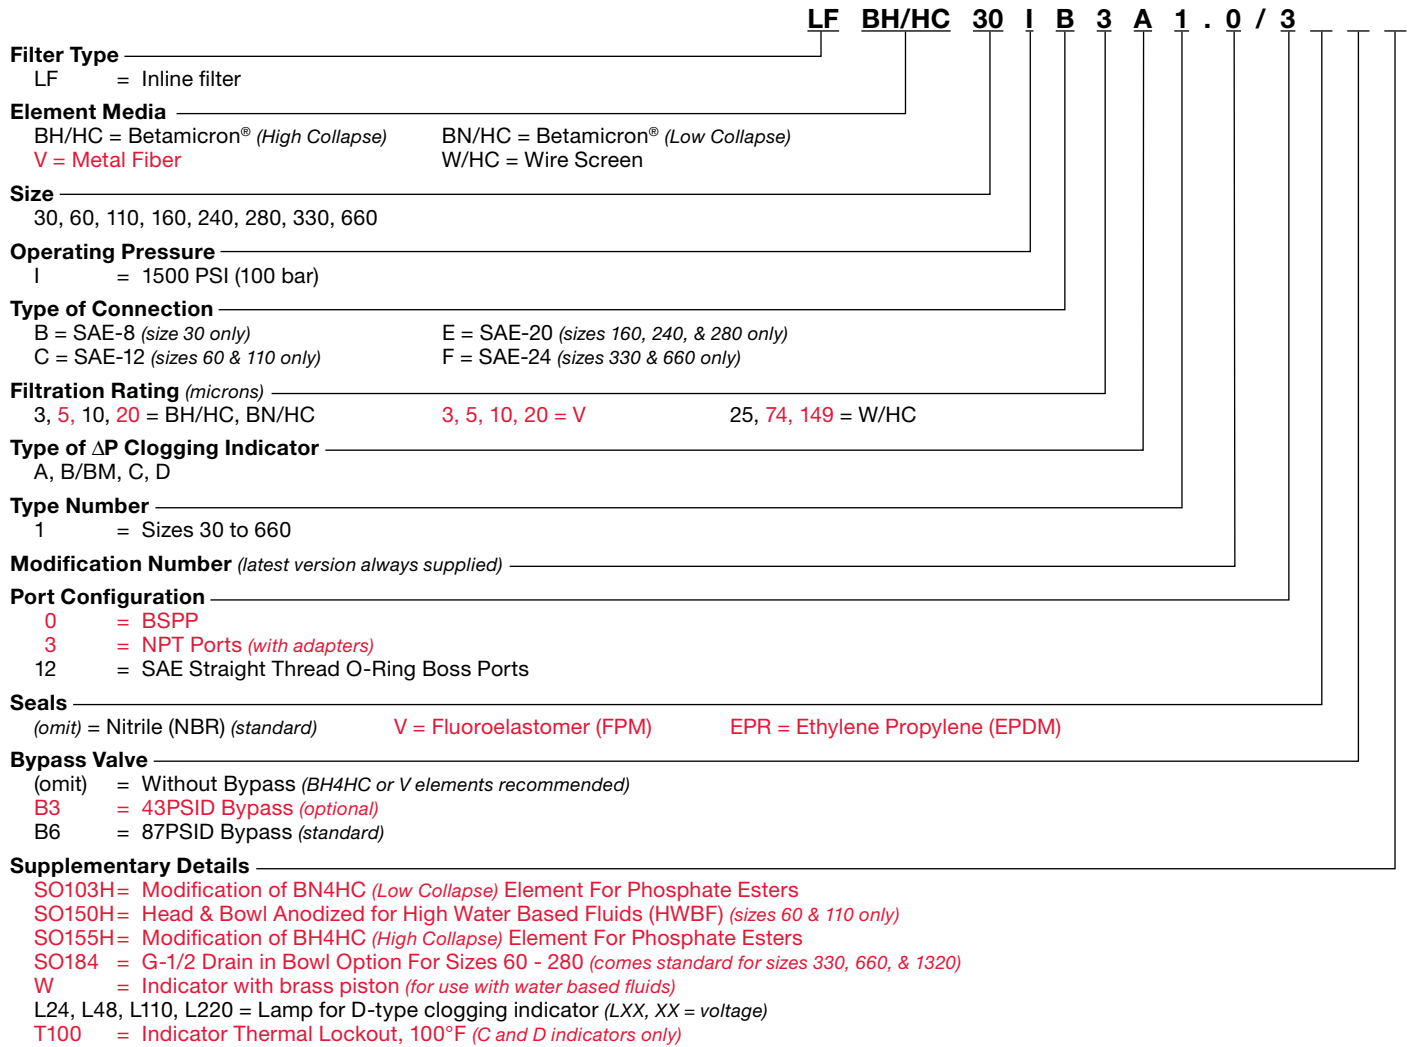 LF BH/HC 30 I B 3 A 1 . 0 / 3 _ _ _
Filter Type
LF = Inline filter
Element Media
BH/HC = Betamicron® (High Collapse) BN/HC = Betamicron® (Low Collapse)
V = Metal Fiber W/HC = Wire Screen
Size
30, 60, 110, 160, 240, 280, 330, 660
Operating Pressure
I = 1500 PSI (100 bar)
Type of Connection
B = SAE-8 (size 30 only) E = SAE-20 (sizes 160, 240, & 280 only)
C = SAE-12 (sizes 60 & 110 only) F = SAE-24 (sizes 330 & 660 only)
Filtration Rating (microns)
3, 5, 10, 20 = BH/HC, BN/HC 3, 5, 10, 20 = V 25, 74, 149 = W/HC
Type of ΔP Clogging Indicator
A, B/BM, C, D
Type Number
1 = Sizes 30 to 660
Modification Number (latest version always supplied)
Port Configuration
0 = BSPP
3 = NPT Ports (with adapters)
12 = SAE Straight Thread O-Ring Boss Ports
Seals
(omit) = Nitrile (NBR) (standard) V = Fluoroelastomer (FPM) EPR = Ethylene Propylene (EPDM)
Bypass Valve
(omit) = Without Bypass (BH4HC or V elements recommended)
B3 = 43PSID Bypass (optional)
B6 = 87PSID Bypass (standard)
Supplementary Details
SO103H = Modification of BN4HC (Low Collapse) Element For Phosphate Esters
SO150H = Head & Bowl Anodized for High Water Based Fluids (HWBF) (sizes 60 & 110 only)
SO155H = Modification of BH4HC (High Collapse) Element For Phosphate Esters
SO184 = G-1/2 Drain in Bowl Option For Sizes 60 - 280 (comes standard for sizes 330, 660, & 1320)
W = Indicator with brass piston (for use with water based fluids)
L24, L48, L110, L220 = Lamp for D-type clogging indicator (LXX, XX = voltage)
T100 = Indicator Thermal Lockout, 100°F (C and D indicators only)